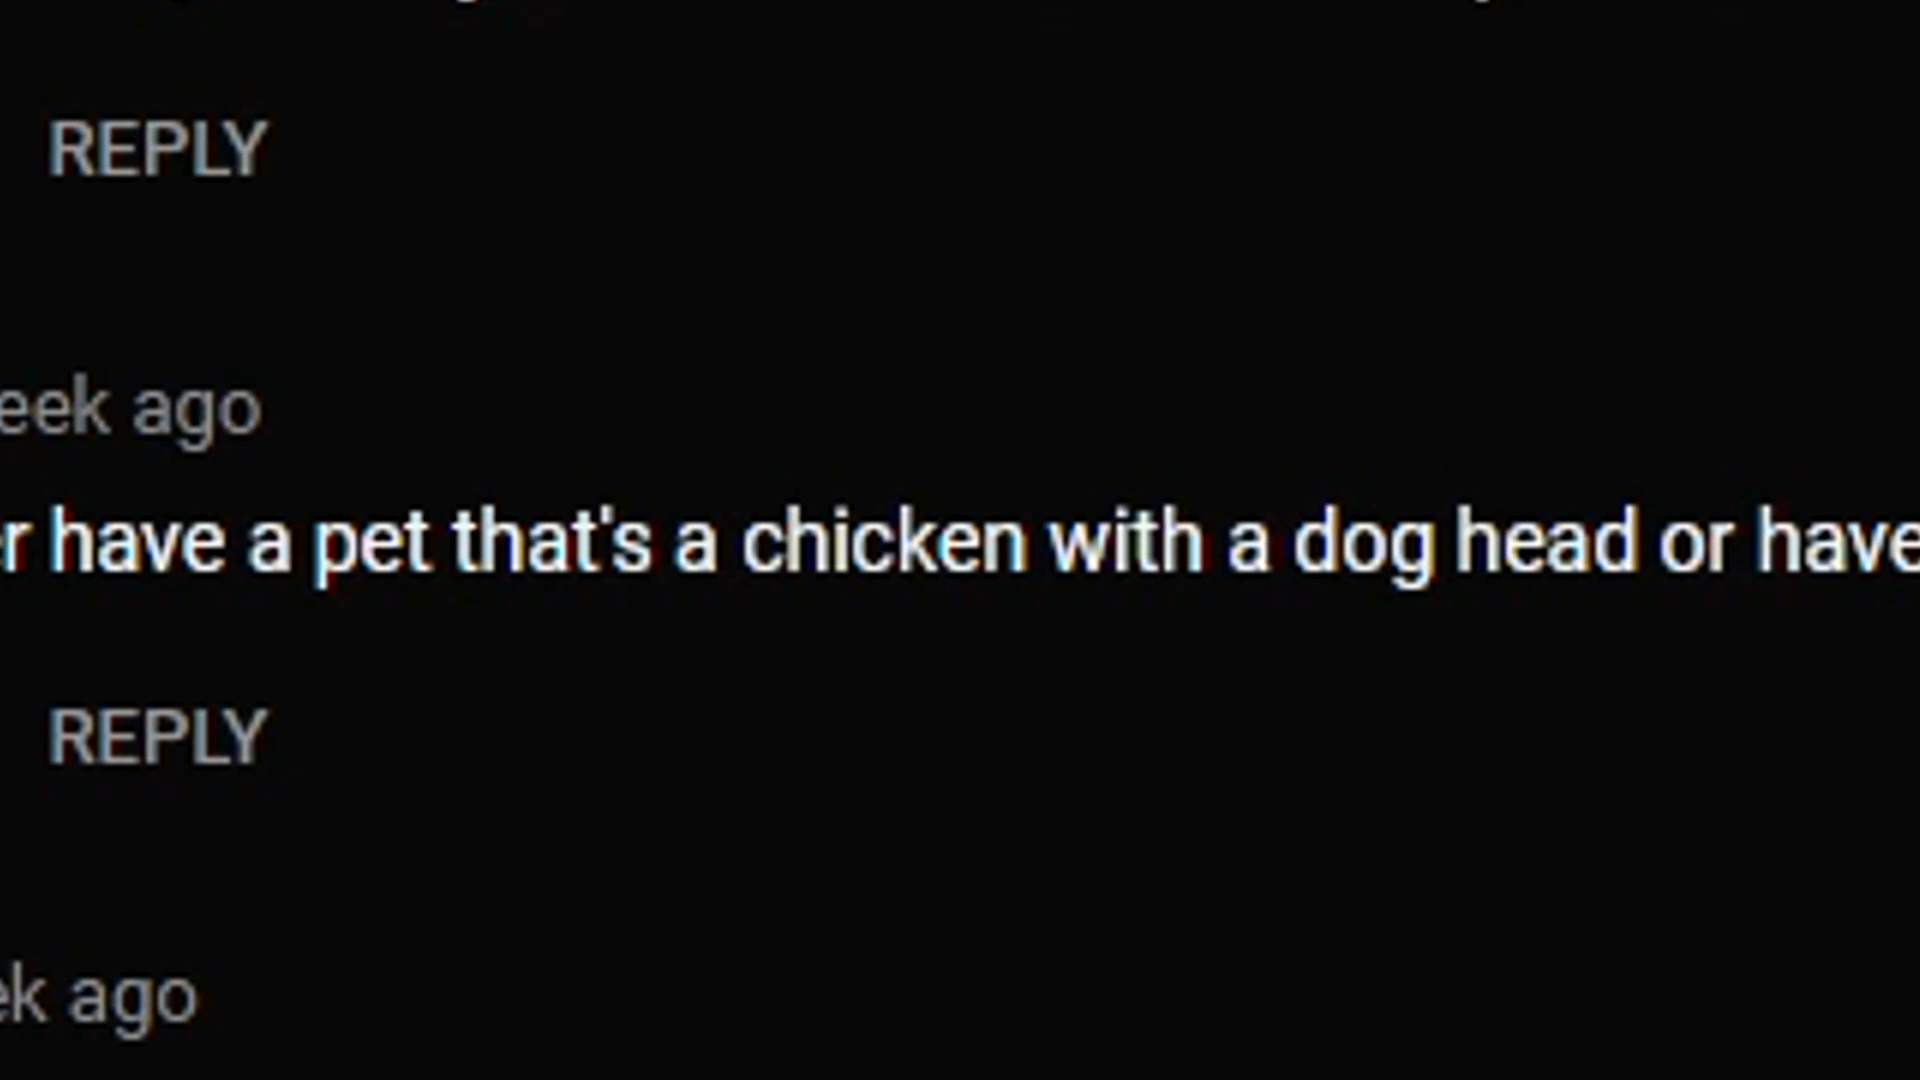 REPLY
eek ago
r have a pet that's a chicken with a dog head or have
REPLY
ek ago